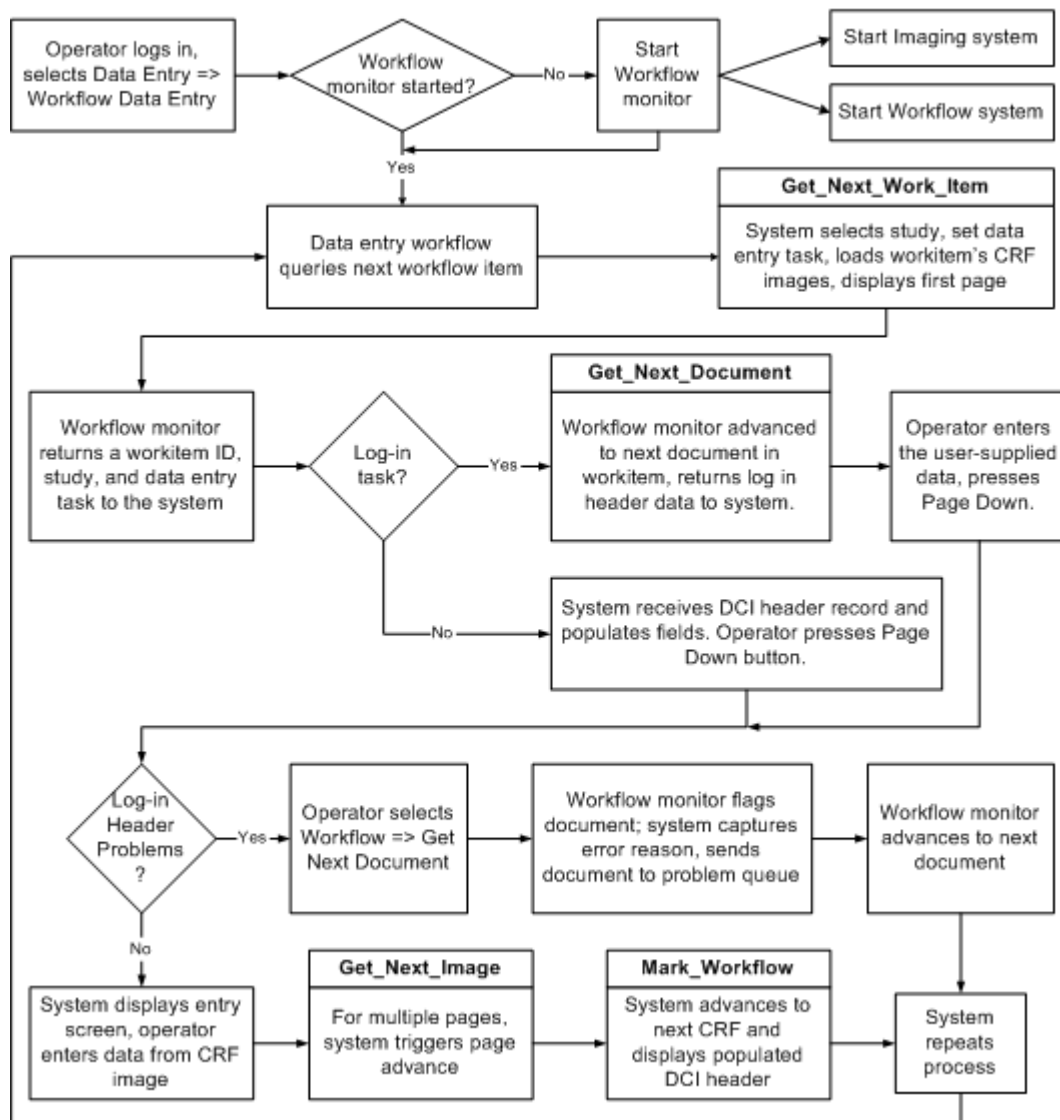 Operator logs in,
selects Data Entry =>
Workflow Data Entry
Workflow
monitor started?
No
Start
Workflow
monitor
Start Imaging system
Start Workflow system
Yes
Data entry workflow
queries next workflow item
Get_Next_Work_Item
System selects study, set data
entry task, loads workitem's CRF
images, displays first page
Workflow monitor
returns a workitem ID,
study, and data entry
task to the system
Log-in
task?
Yes
Get_Next_Document
Workflow monitor advanced
to next document in
workitem, returns log in
header data to system.
Operator enters
the user-supplied
data, presses
Page Down.
No
System receives DCI header record and
populates fields. Operator presses Page
Down button.
Log-in
Header
Problems
?
Yes
Operator selects
Workflow => Get
Next Document
Workflow monitor flags
document; system captures
error reason, sends
document to problem queue
Workflow monitor
advances to next
document
No
System displays entry
screen, operator
enters data from CRF
image
Get_Next_Image
For multiple pages,
system triggers page
advance
Mark_Workflow
System advances to
next CRF and
displays populated
DCI header
System
repeats
process